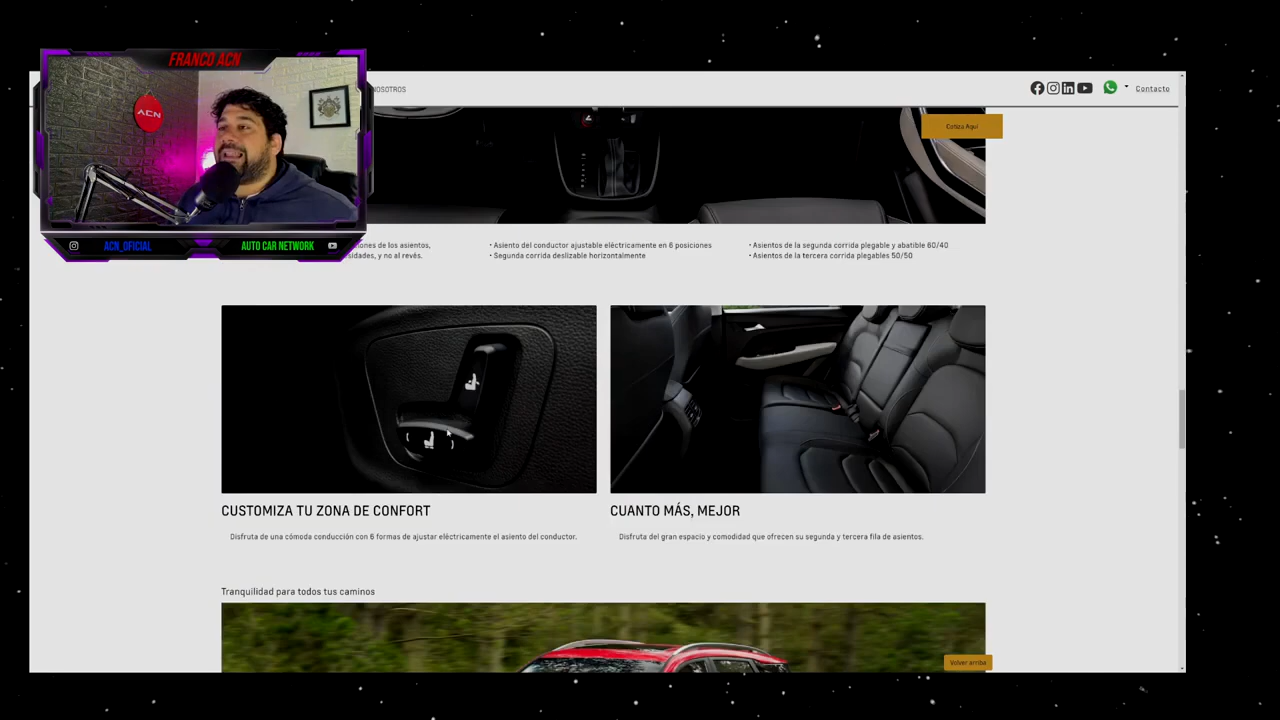 FRANCO ACN
ACN
NOSOTROS
Contacto
Cotiza Aquí
ACN_OFICIAL
AUTO CAR NETWORK
iones de los asientos,
sidades, y no al revés.
• Asiento del conductor ajustable eléctricamente en 6 posiciones
• Segunda corrida deslizable horizontalmente
• Asientos de la segunda corrida plegable y abatible 60/40
• Asientos de la tercera corrida plegables 50/50
CUSTOMIZA TU ZONA DE CONFORT
Disfruta de una cómoda conducción con 6 formas de ajustar eléctricamente el asiento del conductor.
CUANTO MÁS, MEJOR
Disfruta del gran espacio y comodidad que ofrecen su segunda y tercera fila de asientos.
Tranquilidad para todos tus caminos
Volver arriba